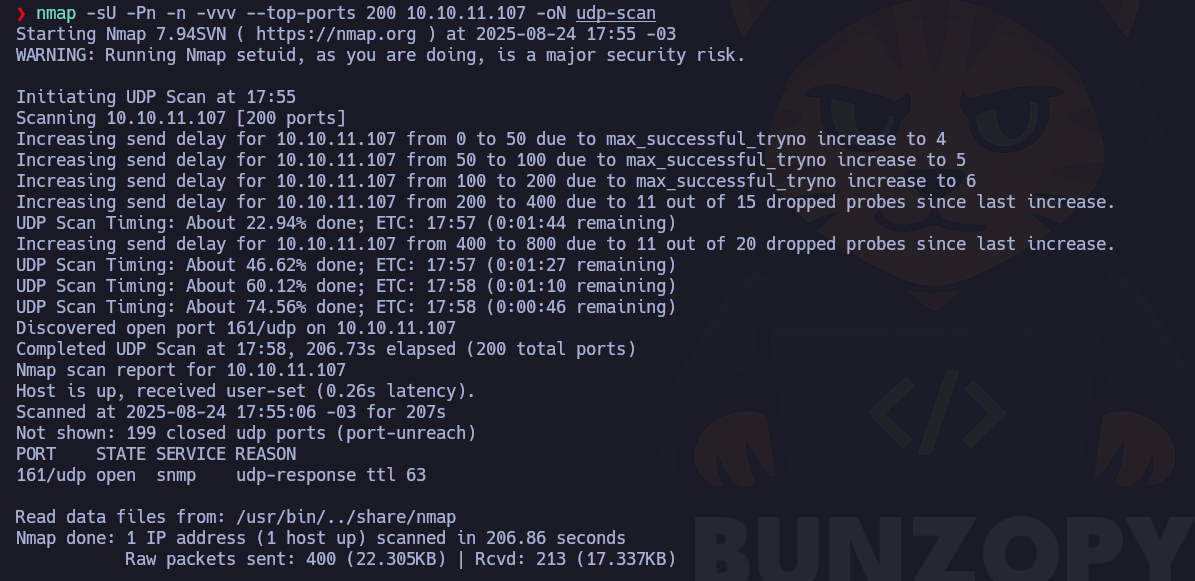 ❯ nmap -sU -Pn -n -vvv --top-ports 200 10.10.11.107 -oN udp-scan
Starting Nmap 7.94SVN ( https://nmap.org ) at 2025-08-24 17:55 -03
WARNING: Running Nmap setuid, as you are doing, is a major security risk.
Initiating UDP Scan at 17:55
Scanning 10.10.11.107 [200 ports]
Increasing send delay for 10.10.11.107 from 0 to 50 due to max_successful_tryno increase to 4
Increasing send delay for 10.10.11.107 from 50 to 100 due to max_successful_tryno increase to 5
Increasing send delay for 10.10.11.107 from 100 to 200 due to max_successful_tryno increase to 6
Increasing send delay for 10.10.11.107 from 200 to 400 due to 11 out of 15 dropped probes since last increase.
UDP Scan Timing: About 22.94% done; ETC: 17:57 (0:01:44 remaining)
Increasing send delay for 10.10.11.107 from 400 to 800 due to 11 out of 20 dropped probes since last increase.
UDP Scan Timing: About 46.62% done; ETC: 17:57 (0:01:27 remaining)
UDP Scan Timing: About 60.12% done; ETC: 17:58 (0:01:10 remaining)
UDP Scan Timing: About 74.56% done; ETC: 17:58 (0:00:46 remaining)
Discovered open port 161/udp on 10.10.11.107
Completed UDP Scan at 17:58, 206.73s elapsed (200 total ports)
Nmap scan report for 10.10.11.107
Host is up, received user-set (0.26s latency).
Scanned at 2025-08-24 17:55:06 -03 for 207s
Not shown: 199 closed udp ports (port-unreach)
PORT    STATE SERVICE REASON
161/udp open  snmp    udp-response ttl 63
Read data files from: /usr/bin/../share/nmap
Nmap done: 1 IP address (1 host up) scanned in 206.86 seconds
Raw packets sent: 400 (22.305KB) | Rcvd: 213 (17.337KB)
</>
BUNZOPY